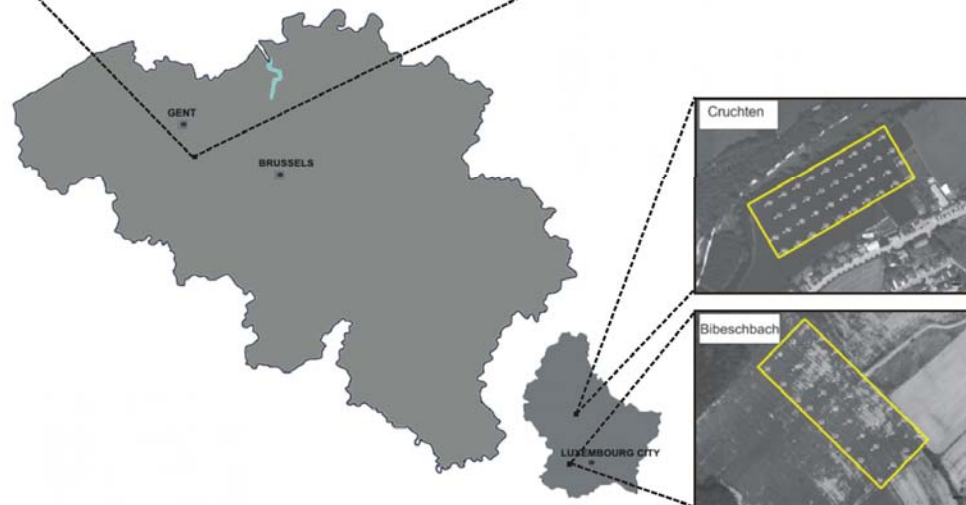 GENT
BRUSSELS
Cruchten
Bibeschbach
LUXEMBOURG CITY